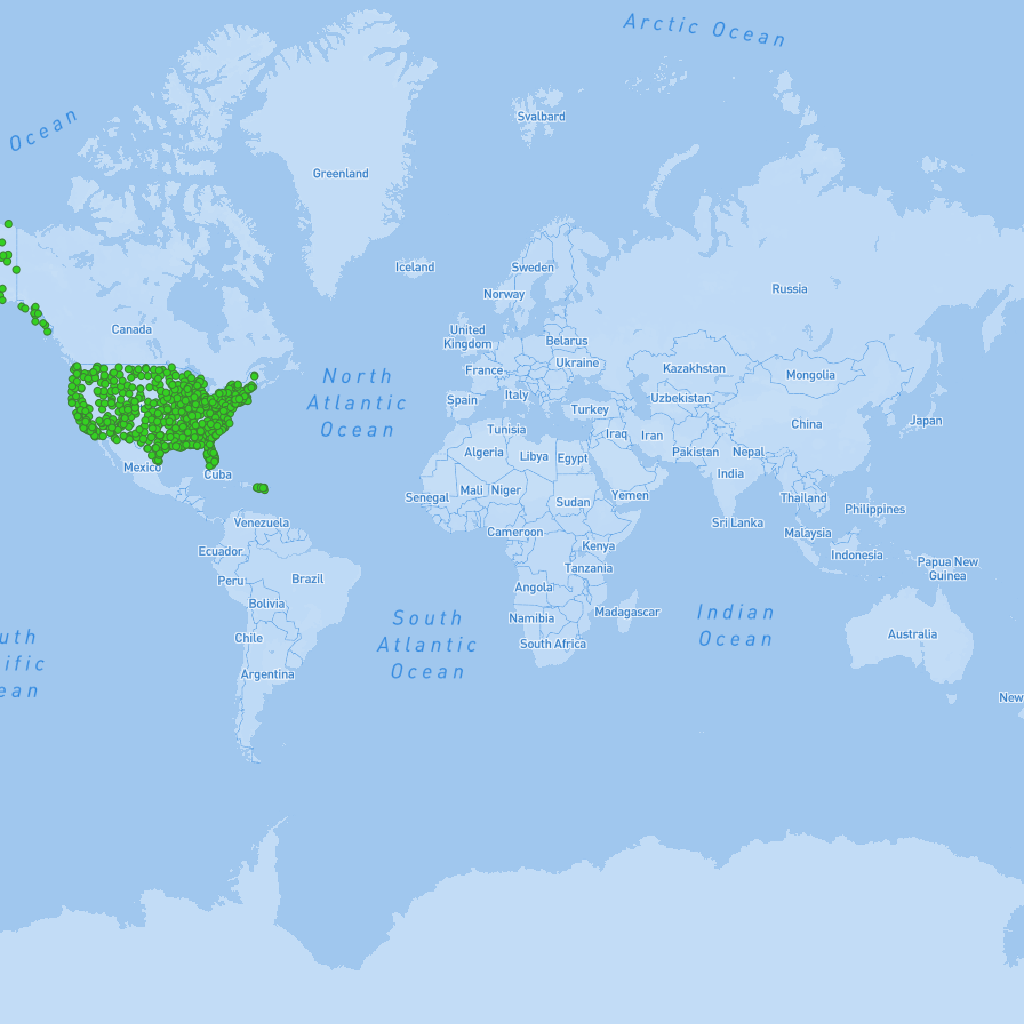 Arctic Ocean
Ocean
Svalbard
Greenland
Iceland
Sweden
Norway
Russia
Canada
United
Kingdom
Belarus
France
Ukraine
Kazakhstan
Mongolia
North
Atlantic
Ocean
Spain
Italy
Uzbekistan
Turkey
Japan
Tunisia
Iraq
Iran
China
Algeria
Libya
Egypt
Pakistan
Nepal
Mexico
Cuba
India
Mali
Niger
Senegal
Sudan
Yemen
Thailand
Philippines
Venezuela
Sri Lanka
Cameroon
Malaysia
Ecuador
Kenya
Indonesia
Peru
Brazil
Tanzania
Papua New
Guinea
Angola
Bolivia
South
Atlantic
Ocean
Namibia
Madagascar
Indian
Ocean
Chile
South Africa
Australia
uth
ific
ean
Argentina
New